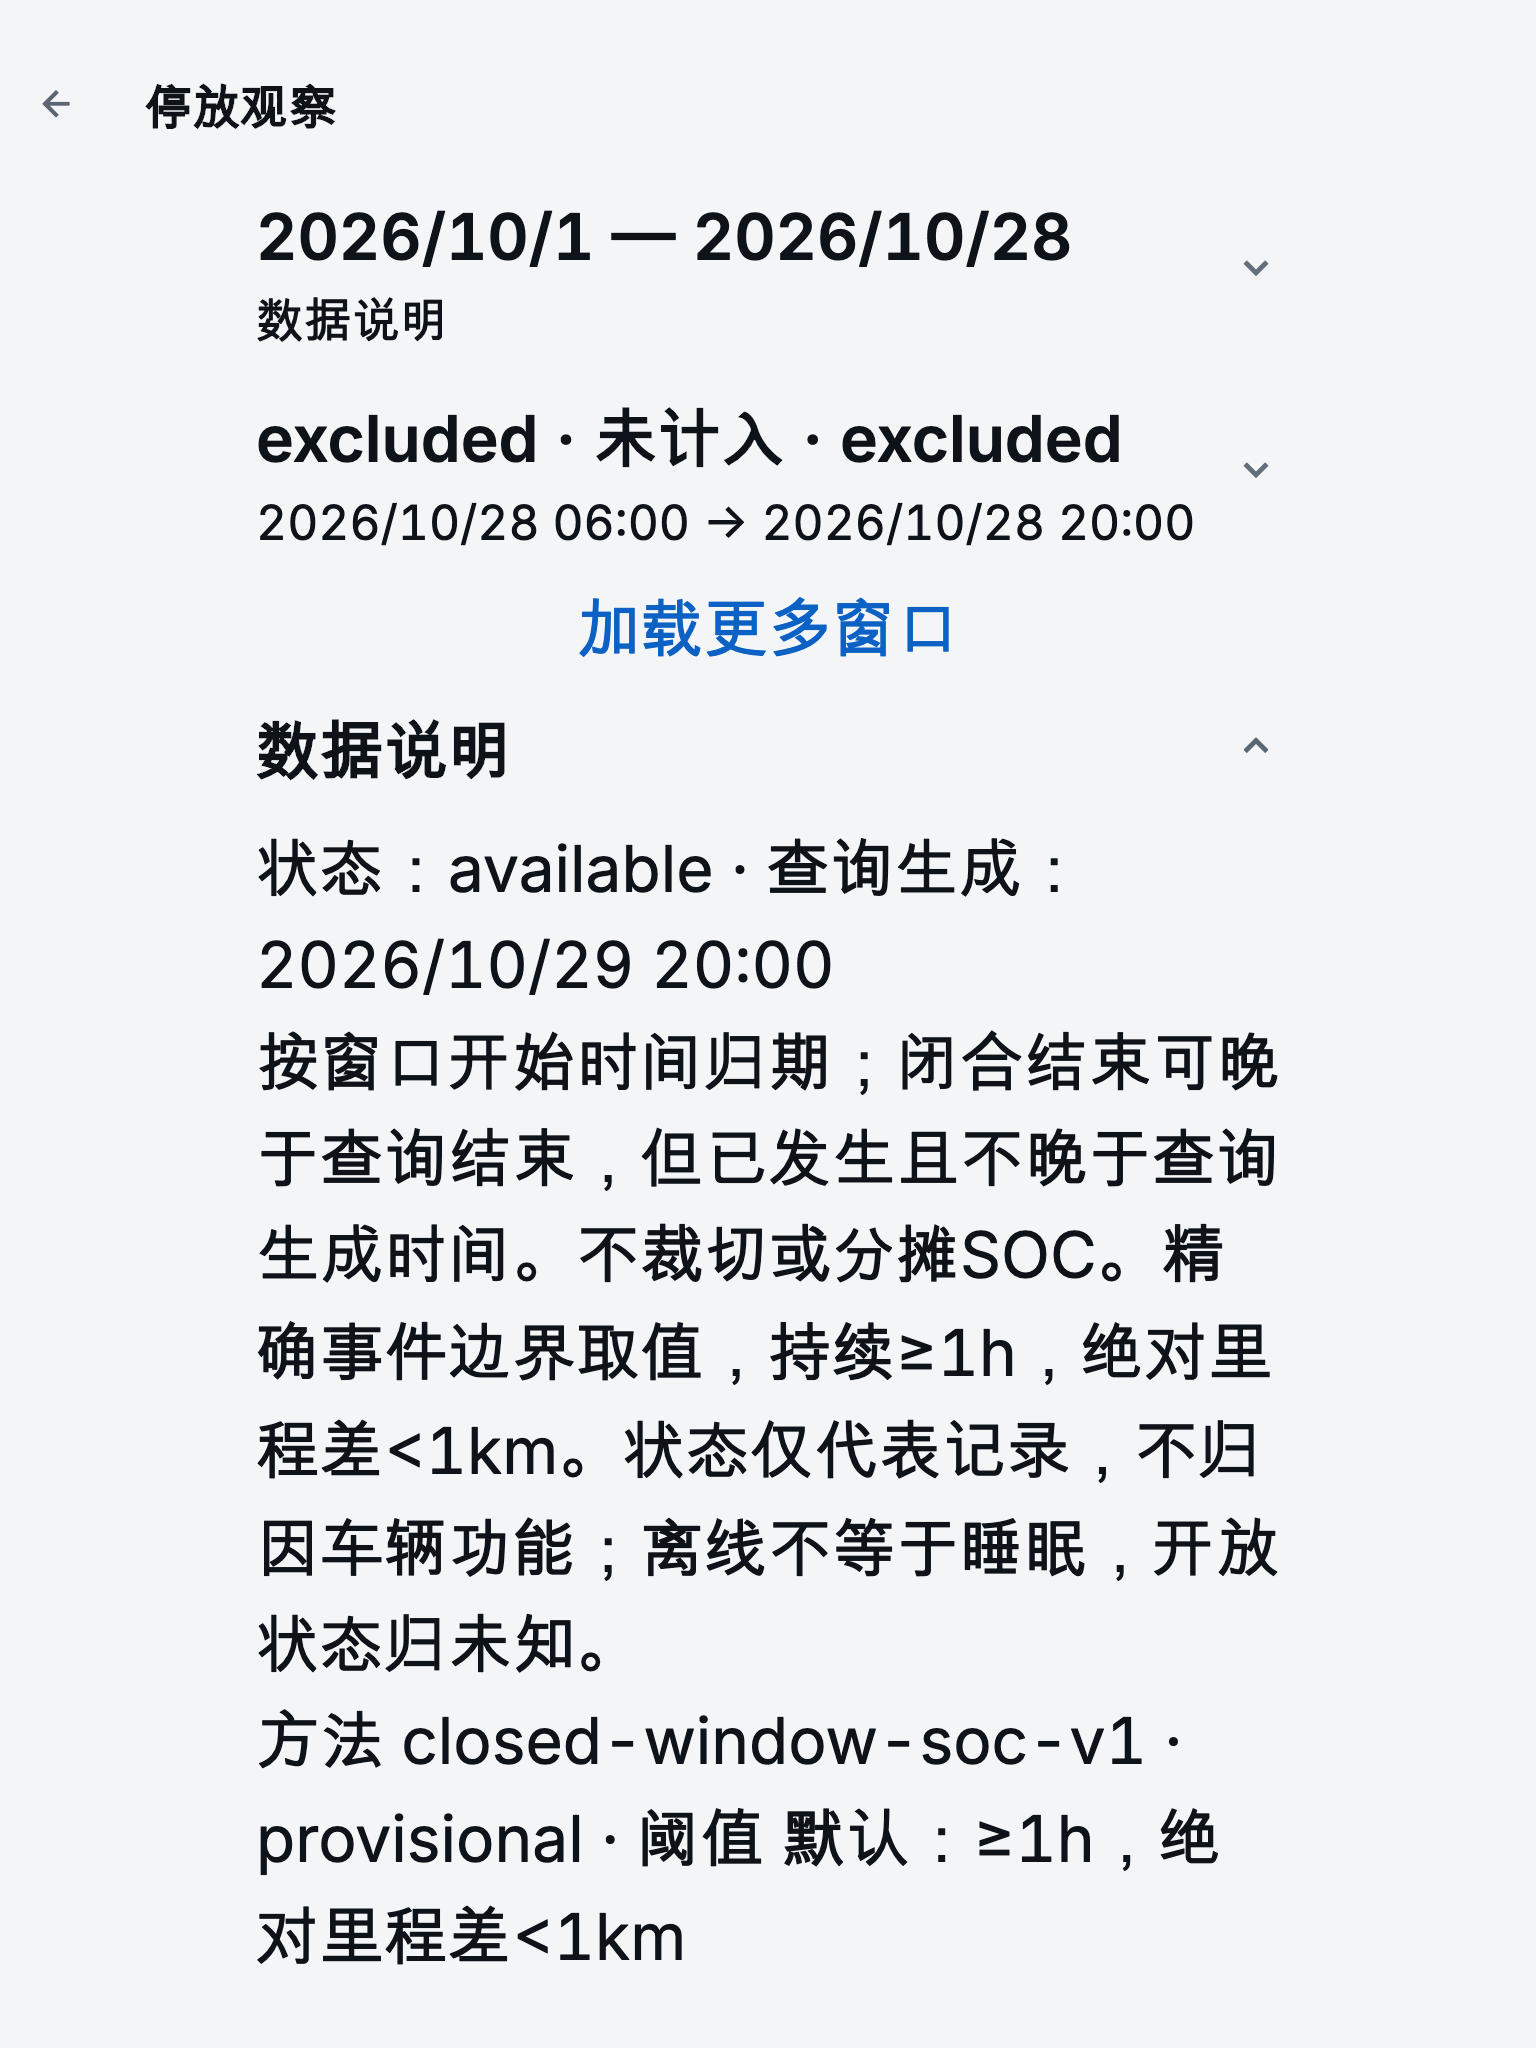 停放观察
2026/10/1 — 2026/10/28
数据说明
excluded · 未计入 · excluded
2026/10/28 06:00 → 2026/10/28 20:00
加载更多窗口
数据说明
状态：available · 查询生成：
2026/10/29 20:00
按窗口开始时间归期；闭合结束可晚
于查询结束，但已发生且不晚于查询
生成时间。不裁切或分摊SOC。精
确事件边界取值，持续≥1h，绝对里
程差<1km。状态仅代表记录，不归
因车辆功能；离线不等于睡眠，开放
状态归未知。
方法 closed-window-soc-v1 ·
provisional · 阈值 默认：≥1h，绝
对里程差<1km